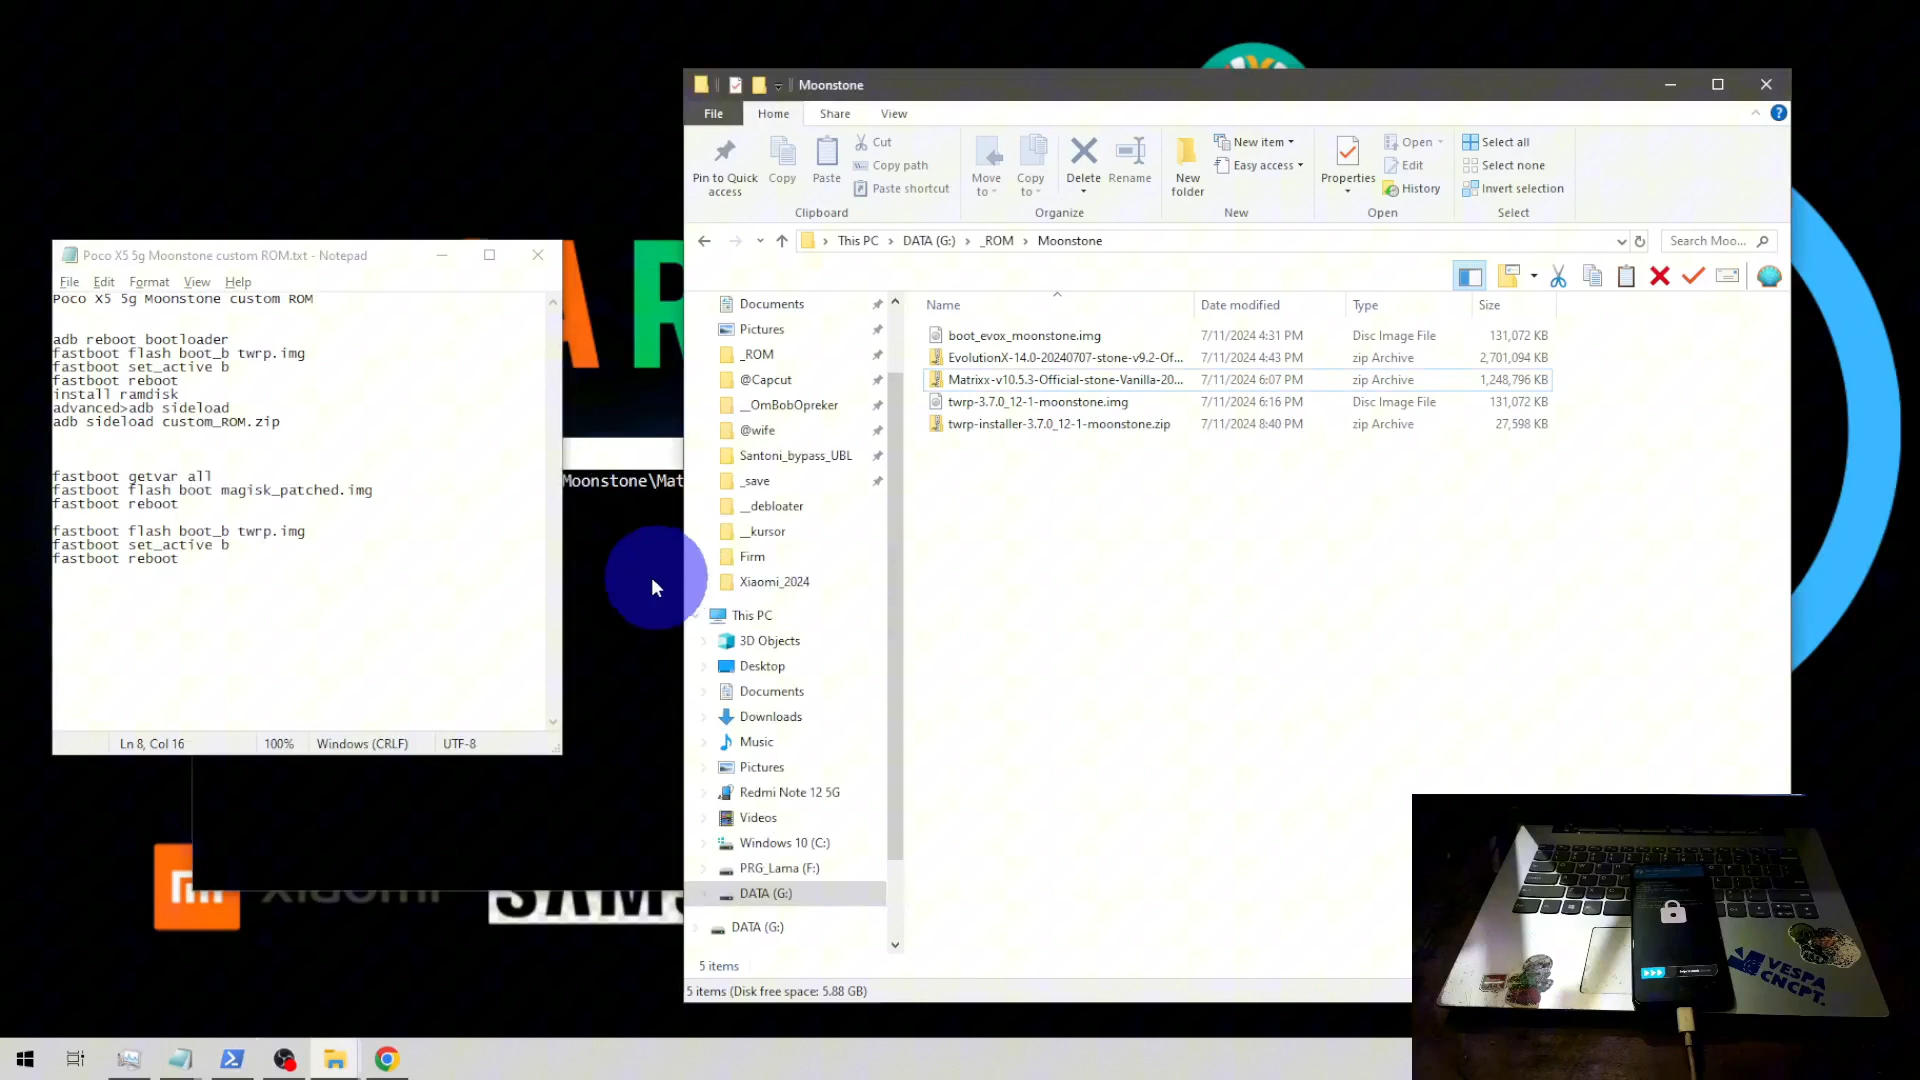 Moonstone
File Home Share View
Pin to Quick access
Copy
Paste
Cut
Copy path
Paste shortcut
Clipboard
Move to
Copy to
Delete
Rename
Organize
New folder
New item
Easy access
New
Properties
Open
Edit
History
Open
Select all
Select none
Invert selection
Select
This PC DATA (G:) _ROM Moonstone
Search Moo...
Documents
Pictures
_ROM
@Capcut
__OmBobOpreker
@wife
Santoni_bypass_UBL
_save
__debloater
__kursor
Firm
Xiaomi_2024
This PC
3D Objects
Desktop
Documents
Downloads
Music
Pictures
Redmi Note 12 5G
Videos
Windows 10 (C:)
PRG_Lama (F:)
DATA (G:)
DATA (G:)
Name Date modified Type Size
boot_evox_moonstone.img 7/11/2024 4:31 PM Disc Image File 131,072 KB
EvolutionX-14.0-20240707-stone-v9.2-Of... 7/11/2024 4:43 PM zip Archive 2,701,094 KB
Matrixx-v10.5.3-Official-stone-Vanilla-20... 7/11/2024 6:07 PM zip Archive 1,248,796 KB
twrp-3.7.0_12-1-moonstone.img 7/11/2024 6:16 PM Disc Image File 131,072 KB
twrp-installer-3.7.0_12-1-moonstone.zip 7/11/2024 8:40 PM zip Archive 27,598 KB
5 items
5 items (Disk free space: 5.88 GB)
Poco X5 5g Moonstone custom ROM.txt - Notepad
File Edit Format View Help
Poco X5 5g Moonstone custom ROM
adb reboot bootloader
fastboot flash boot_b twrp.img
fastboot set_active b
fastboot reboot
install ramdisk
advanced>adb sideload
adb sideload custom_ROM.zip
fastboot getvar all
fastboot flash boot magisk_patched.img
fastboot reboot
fastboot flash boot_b twrp.img
fastboot set_active b
fastboot reboot
Ln 8, Col 16 100% Windows (CRLF) UTF-8
Moonstone\Mat
A R
mi
VESPA
CNCPT.